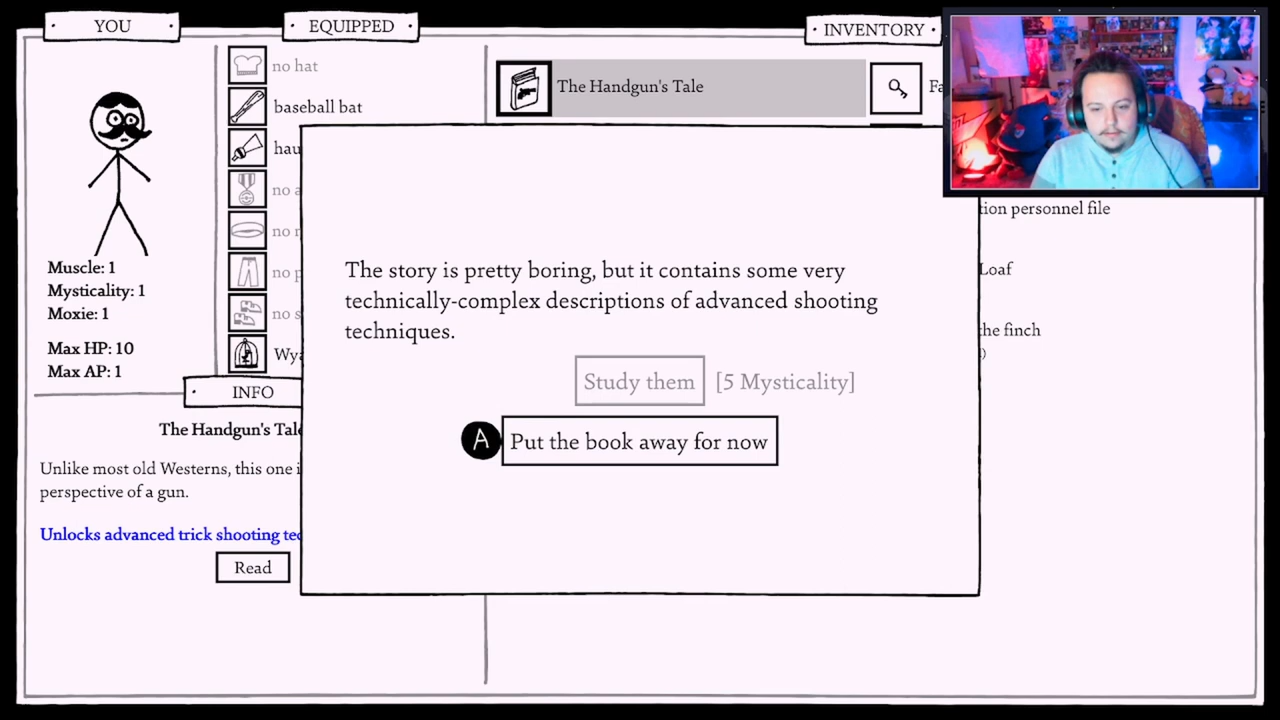 YOU
EQUIPPED
INVENTORY
no hat
baseball bat
The Handgun's Tale
Muscle: 1
Mysticality: 1
Moxie: 1
Max HP: 10
Max AP: 1
INFO
The Handgun's
Unlike most old Westerns, this one
perspective of a gun.
Unlocks advanced trick shooting
Read
The story is pretty boring, but it contains some very
technically-complex descriptions of advanced shooting
techniques.
Study them [5 Mysticality]
A Put the book away for now
personnel file
Loaf
the finch